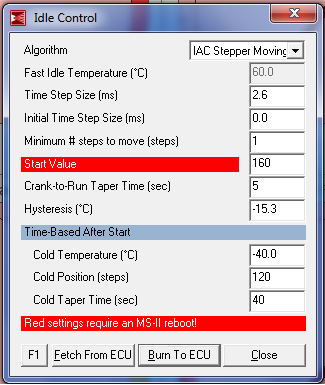 Idle Control
Algorithm IAC Stepper Moving
Fast Idle Temperature (°C) 60.0
Time Step Size (ms) 2.6
Initial Time Step Size (ms) 0.0
Minimum # steps to move (steps) 1
Start Value 160
Crank-to-Run Taper Time (sec) 5
Hysteresis (°C) -15.3
Time-Based After Start
Cold Temperature (°C) -40.0
Cold Position (steps) 120
Cold Taper Time (sec) 40
Red settings require an MS-II reboot!
F1 Fetch From ECU Burn To ECU Close